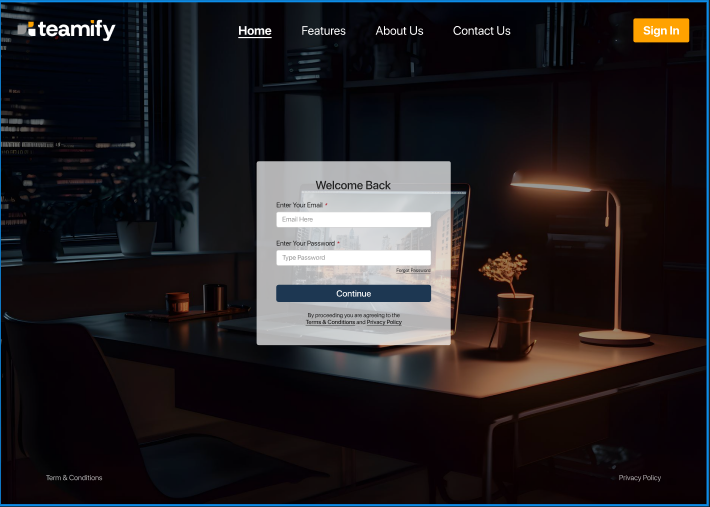 teamify
Home Features About Us Contact Us
Sign In
Welcome Back
Enter Your Email *
Email Here
Enter Your Password *
Type Password
Forgot Password
Continue
By proceeding you are agreeing to the
Terms & Conditions and Privacy Policy
Term & Conditions
Privacy Policy